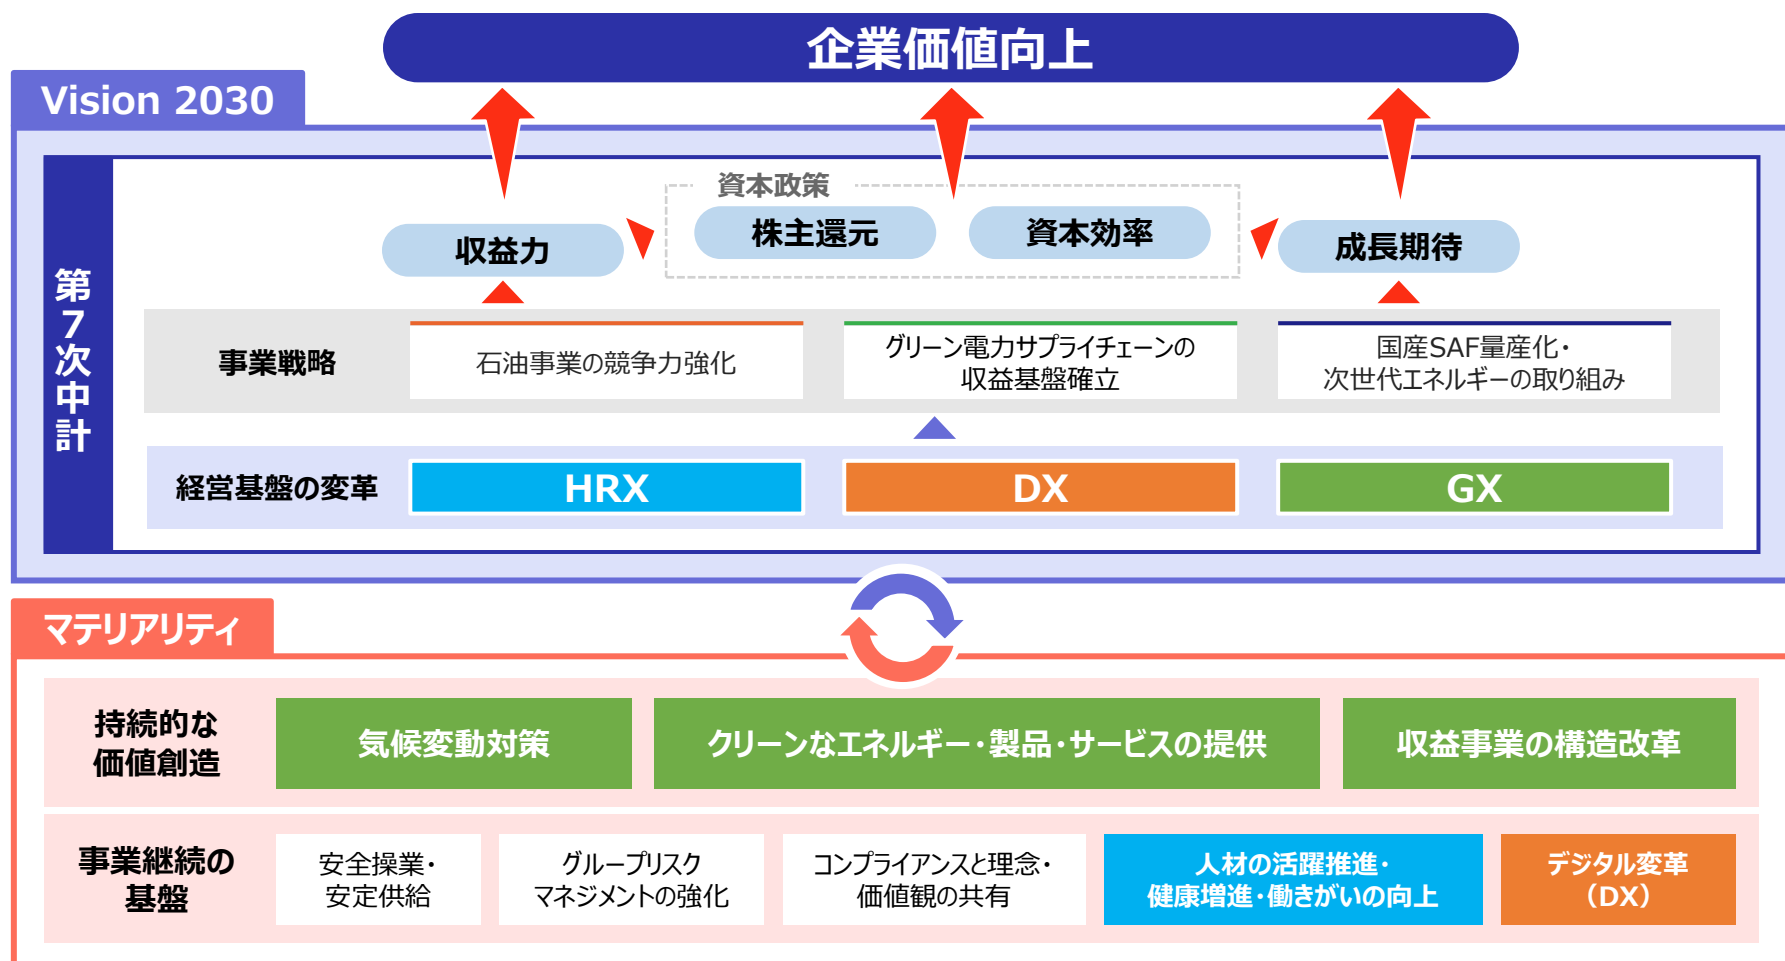 企業価値向上
Vision 2030
第7次中計
資本政策
収益力
株主還元
資本効率
成長期待
事業戦略
石油事業の競争力強化
グリーン電力サプライチェーンの
収益基盤確立
国産SAF量産化・
次世代エネルギーの取り組み
経営基盤の変革
HRX
DX
GX
マテリアリティ
持続的な
価値創造
気候変動対策
クリーンなエネルギー・製品・サービスの提供
収益事業の構造改革
事業継続の
基盤
安全操業・
安定供給
グループリスク
マネジメントの強化
コンプライアンスと理念・
価値観の共有
人材の活躍推進・
健康増進・働きがいの向上
デジタル変革
（DX）